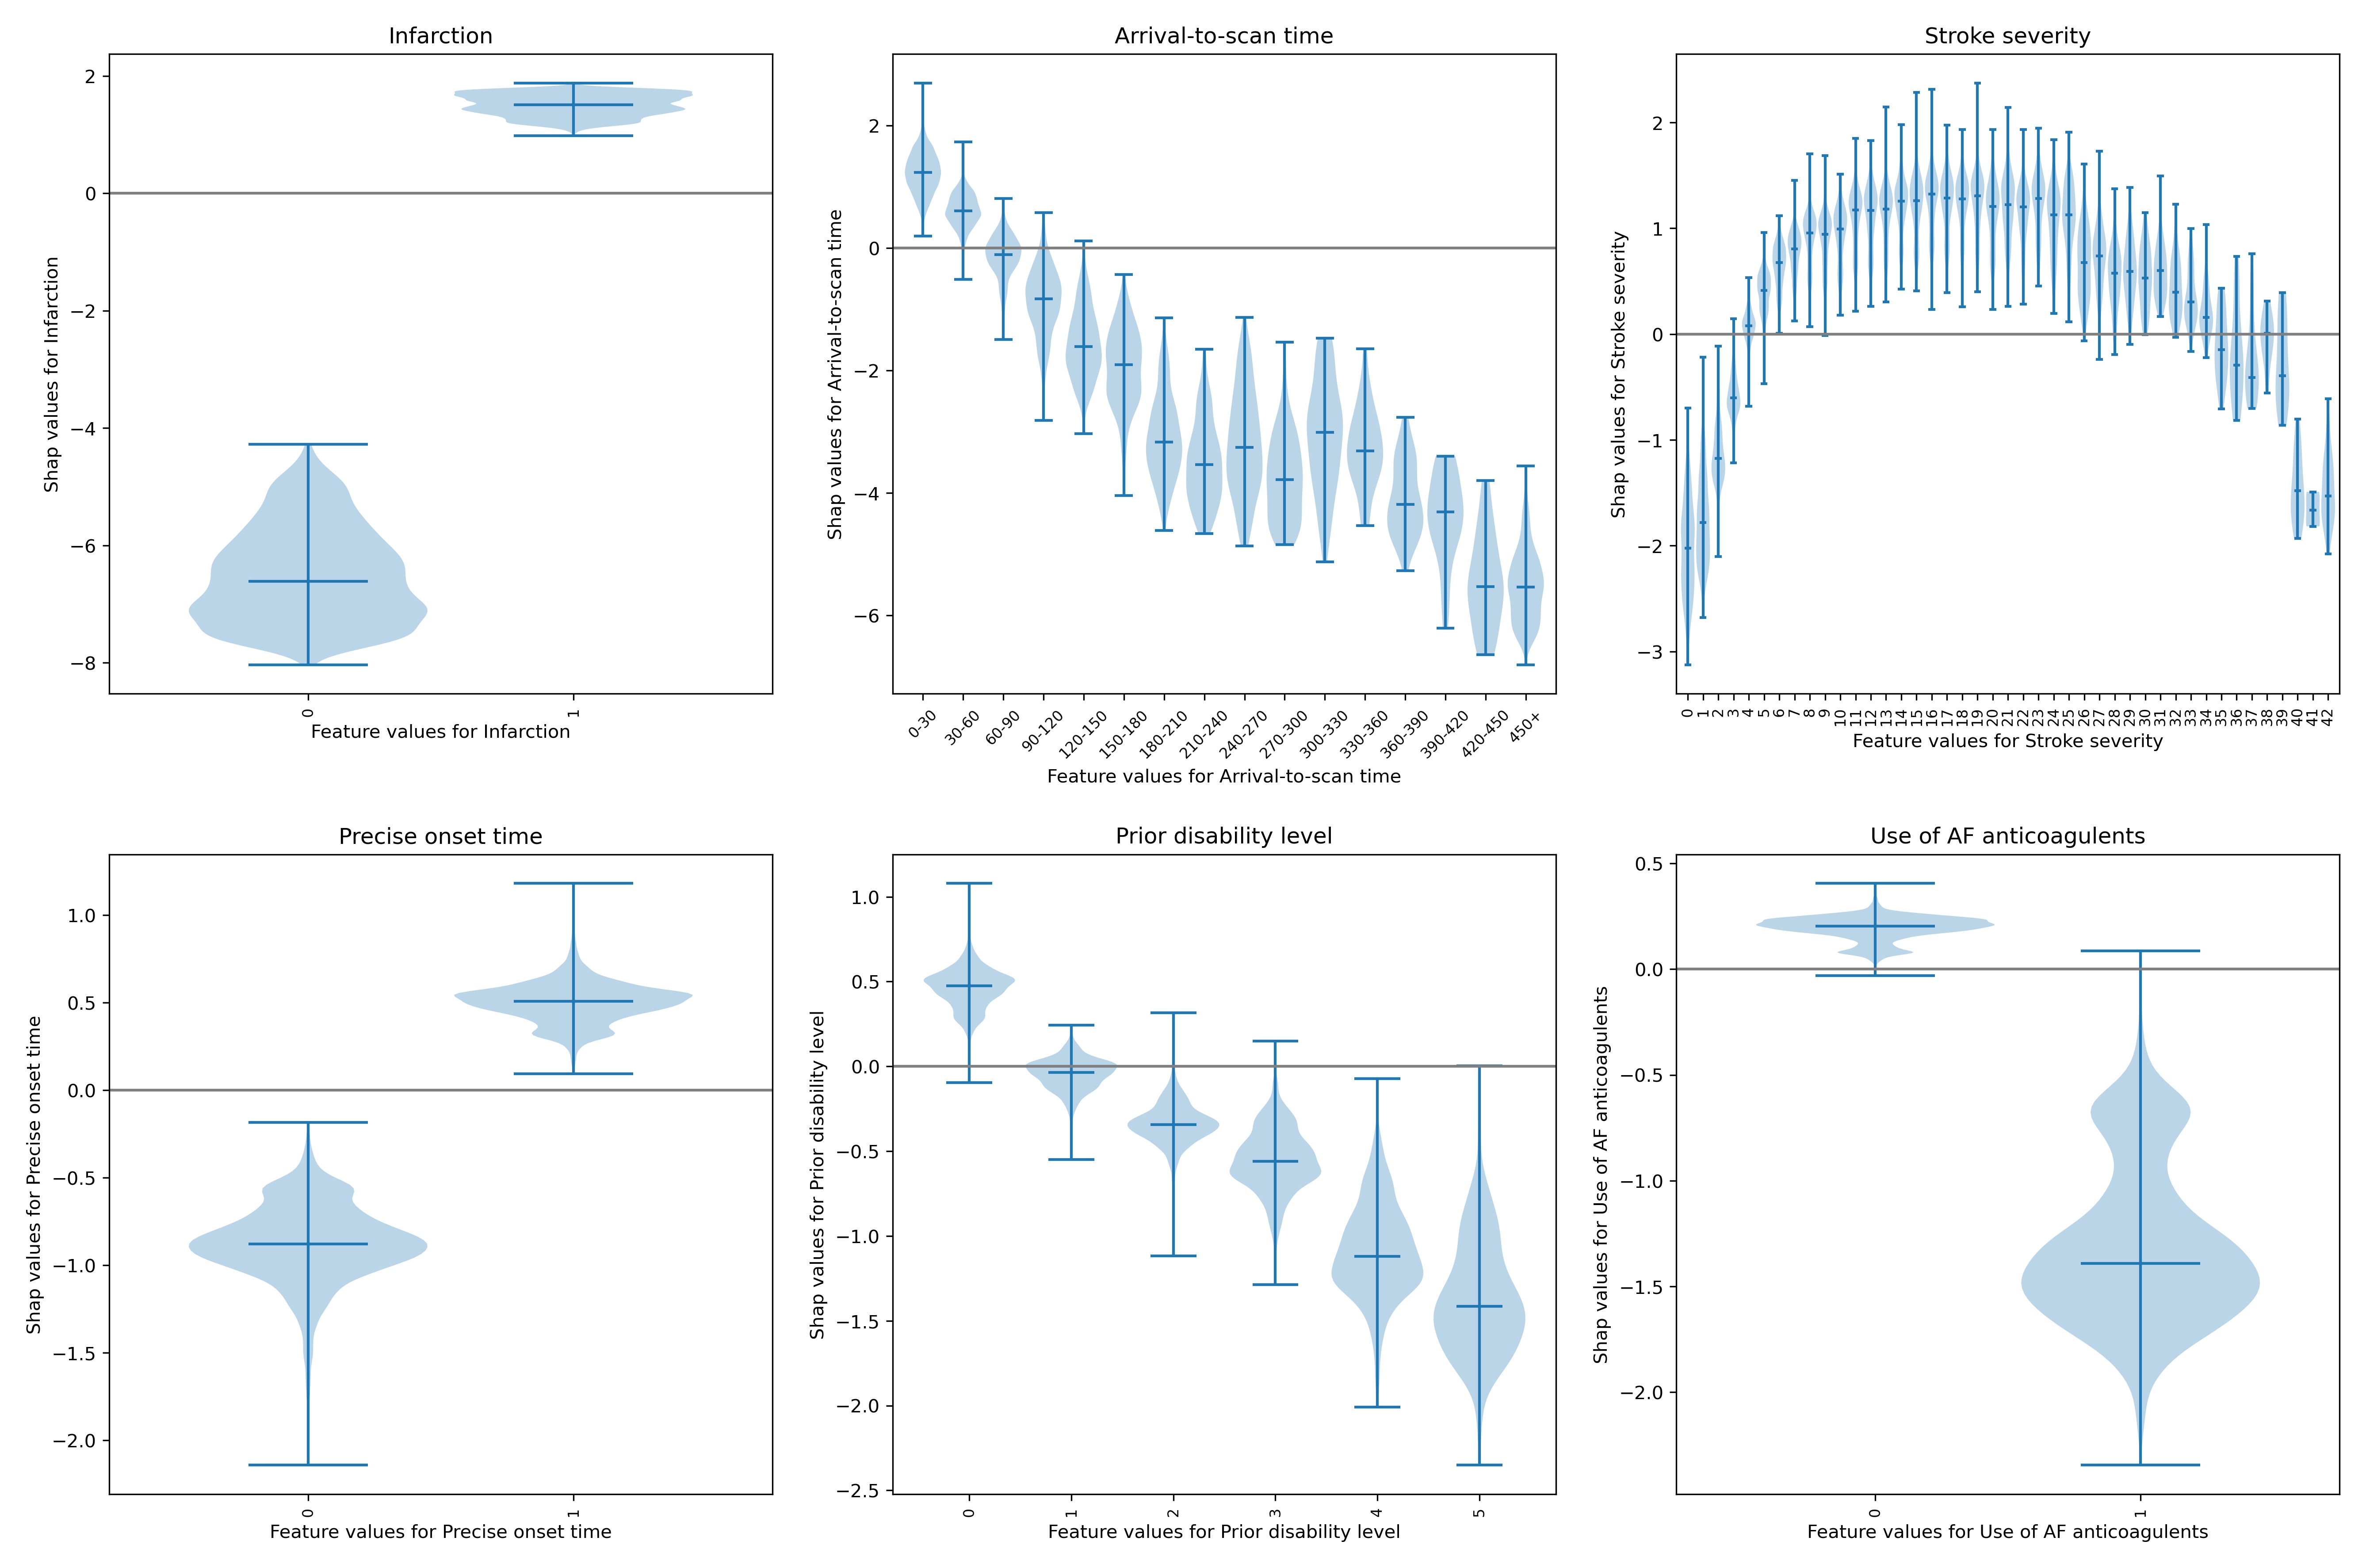 Infarction
Shap values for Infarction
2
0
−2
−4
−6
−8
0 1
Feature values for Infarction
Arrival-to-scan time
Shap values for Arrival-to-scan time
2
0
−2
−4
−6
0-30 30-60 60-90 90-120 120-150 150-180 180-210 210-240 240-270 270-300 300-330 330-360 360-390 390-420 420-450 450+
Feature values for Arrival-to-scan time
Stroke severity
Shap values for Stroke severity
2
1
0
−1
−2
−3
0 1 2 3 4 5 6 7 8 9 10 11 12 13 14 15 16 17 18 19 20 21 22 23 24 25 26 27 28 29 30 31 32 33 34 35 36 37 38 39 40 41 42
Feature values for Stroke severity
Precise onset time
Shap values for Precise onset time
1.0
0.5
0.0
−0.5
−1.0
−1.5
−2.0
0 1
Feature values for Precise onset time
Prior disability level
Shap values for Prior disability level
1.0
0.5
0.0
−0.5
−1.0
−1.5
−2.0
−2.5
0 1 2 3 4 5
Feature values for Prior disability level
Use of AF anticoagulents
Shap values for Use of AF anticoagulents
0.5
0.0
−0.5
−1.0
−1.5
−2.0
0 1
Feature values for Use of AF anticoagulents